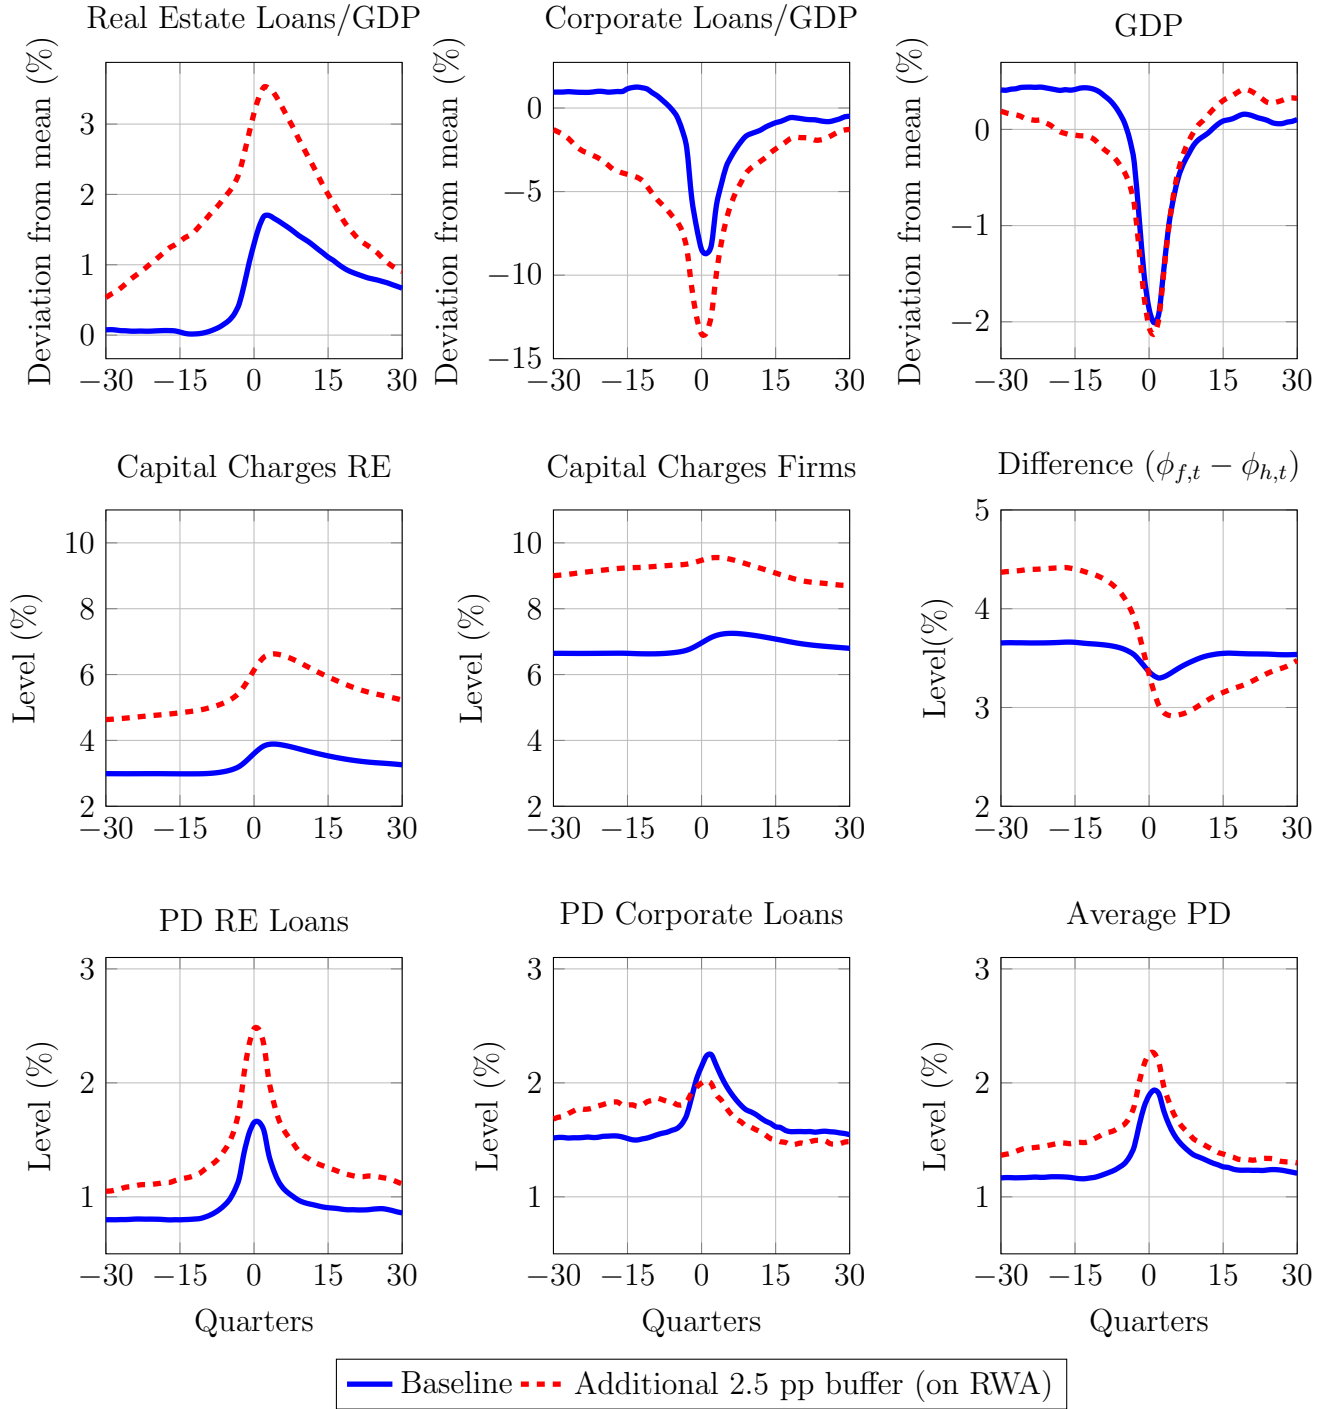 Real Estate Loans/GDP
Deviation from mean (%)
3
2
1
0
−30 −15 0 15 30
Corporate Loans/GDP
Deviation from mean (%)
0
−5
−10
−15
−30 −15 0 15 30
GDP
Deviation from mean (%)
0
−1
−2
−30 −15 0 15 30
Capital Charges RE
Level (%)
10
8
6
4
2
−30 −15 0 15 30
Capital Charges Firms
Level (%)
10
8
6
4
2
−30 −15 0 15 30
Difference (ϕf,t − ϕh,t)
Level(%)
5
4
3
2
−30 −15 0 15 30
PD RE Loans
Level (%)
3
2
1
−30 −15 0 15 30
Quarters
PD Corporate Loans
Level (%)
3
2
1
−30 −15 0 15 30
Quarters
Average PD
Level (%)
3
2
1
−30 −15 0 15 30
Quarters
Baseline Additional 2.5 pp buffer (on RWA)